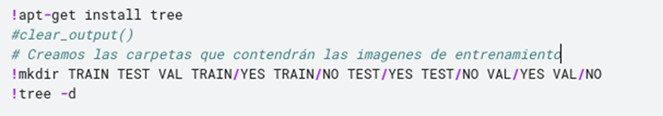 !apt-get install tree
#clear_output()
# Creamos las carpetas que contendrán las imagenes de entrenamiento
!mkdir TRAIN TEST VAL TRAIN/YES TRAIN/NO TEST/YES TEST/NO VAL/YES VAL/NO
!tree -d